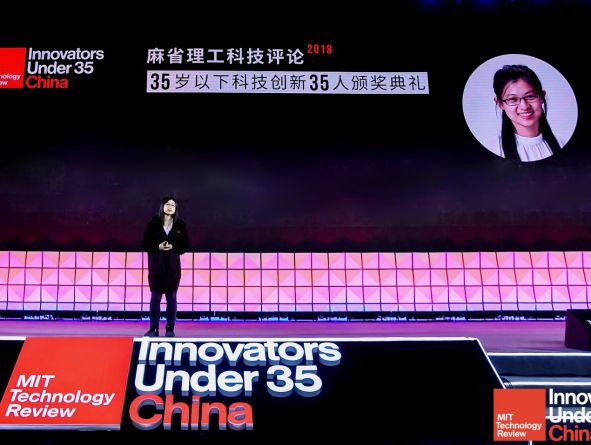 Technology
Review
Innovators
Under 35
China
麻省理工科技评论2018
35岁以下科技创新35人颁奖典礼
MIT
Technology
Review
Innovators
Under 35
China
MIT
Technology
Review
Innov
Under
China